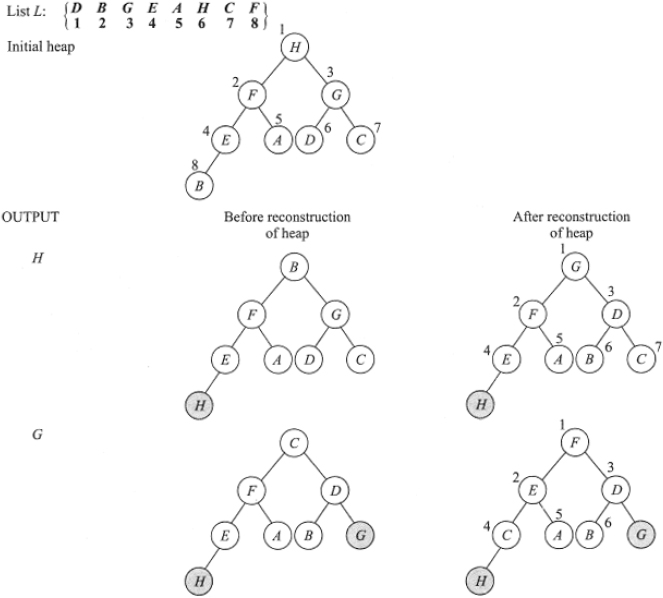 List L: { D B G E A H C F }
1 2 3 4 5 6 7 8
Initial heap
1
H
2 3
F G
4 5 6 7
E A D C
8
B
OUTPUT Before reconstruction of heap After reconstruction of heap
H
B
F G
E A D C
H
1
G
2 3
F D
4 5 6 7
E A B C
H
G
C
F D
E A B G
H
1
F
2 3
E D
4 5 6
C A B G
H